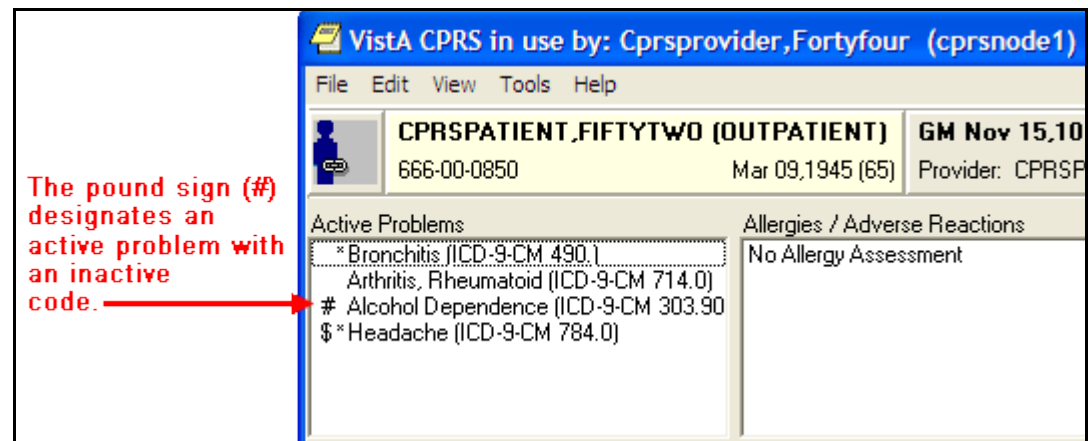 VistA CPRS in use by: Cprsprovider,Fortyfour (cprsnode1)
File Edit View Tools Help
CPRSPATIENT,FIFTYTWO (OUTPATIENT)
666-00-0850 Mar 09,1945 (65)
GM Nov 15,10
Provider: CPRSP
The pound sign (#)
designates an
active problem with
an inactive
code.
Active Problems
* Bronchitis (ICD-9-CM 490.)
Arthritis, Rheumatoid (ICD-9-CM 714.0)
# Alcohol Dependence (ICD-9-CM 303.90
$ * Headache (ICD-9-CM 784.0)
Allergies / Adverse Reactions
No Allergy Assessment